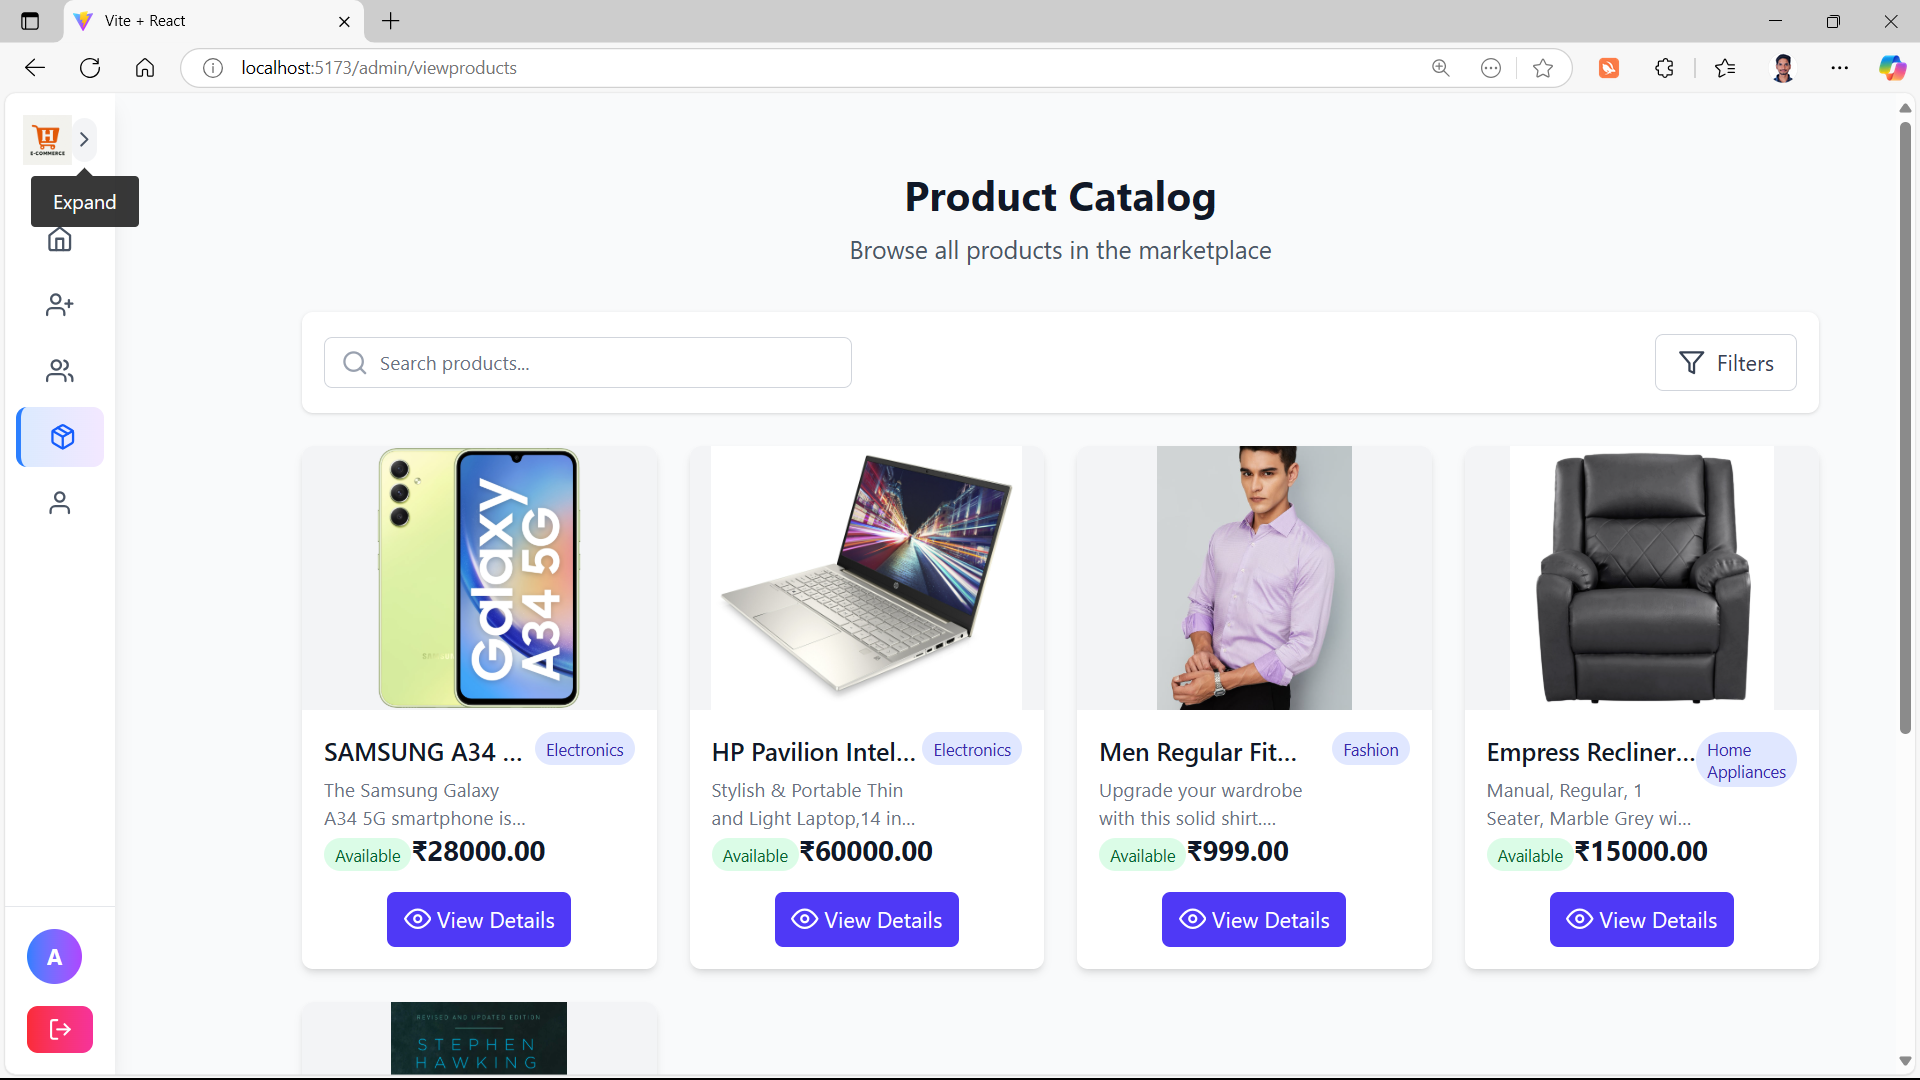 Vite + React
localhost:5173/admin/viewproducts
H
E-COMMERCE
Expand
Product Catalog
Browse all products in the marketplace
Search products...
Filters
Galaxy
A34 5G
SAMSUNG A34 ...
Electronics
The Samsung Galaxy
A34 5G smartphone is...
Available ₹28000.00
View Details
HP Pavilion Intel...
Electronics
Stylish & Portable Thin
and Light Laptop,14 in...
Available ₹60000.00
View Details
Men Regular Fit...
Fashion
Upgrade your wardrobe
with this solid shirt....
Available ₹999.00
View Details
Empress Recliner...
Home
Appliances
Manual, Regular, 1
Seater, Marble Grey wi...
Available ₹15000.00
View Details
A
REVISED AND UPDATED EDITION
STEPHEN
HAWKING